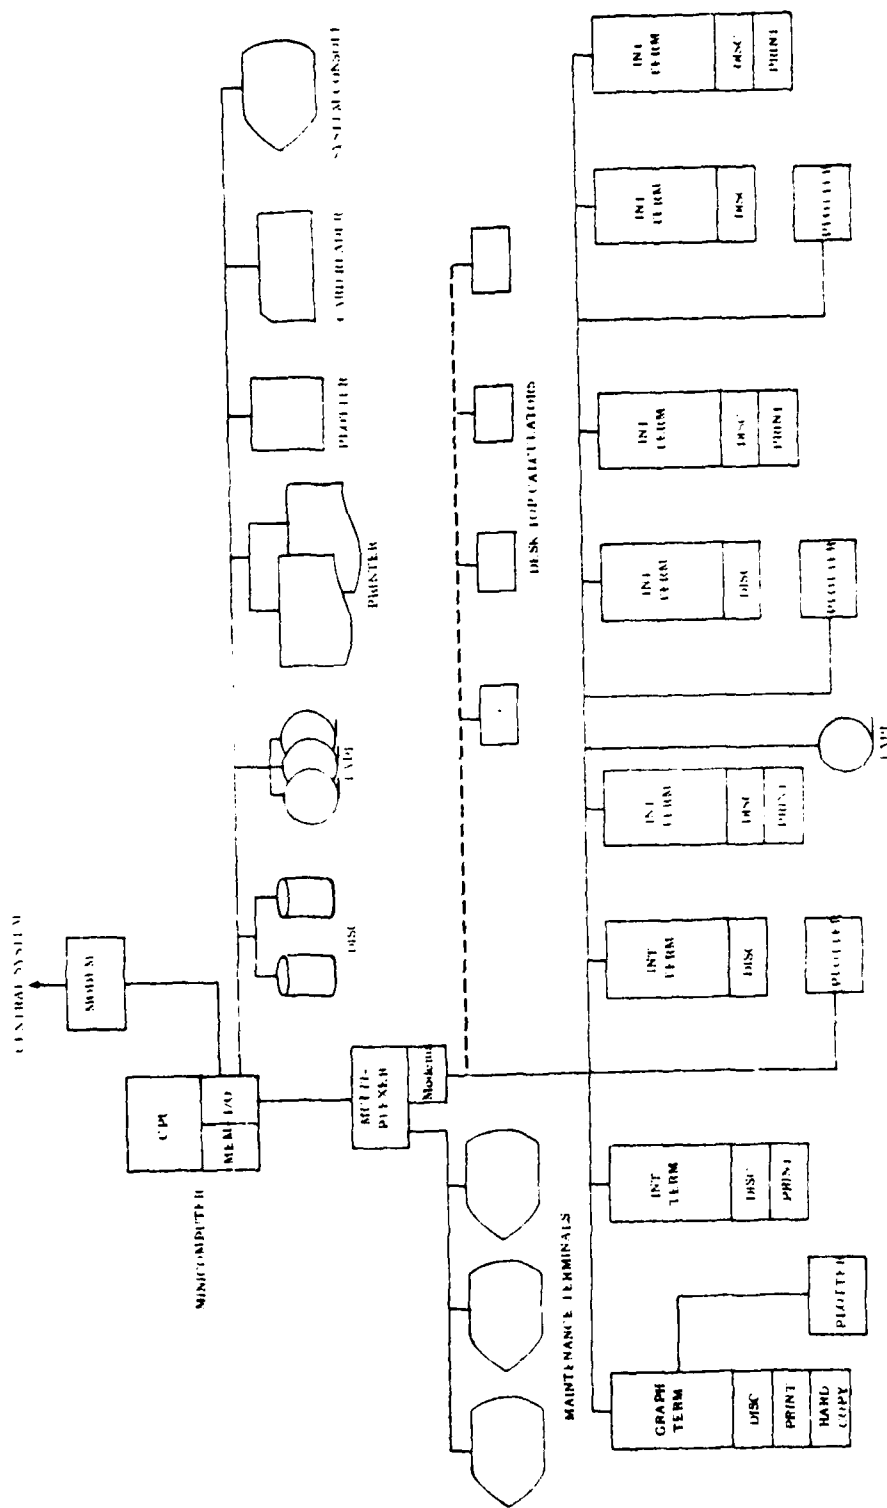 CENTRAL SYSTEM
MODEM
CPU
MEM
I/O
MINICOMPUTER
DISC
TAPE
PRINTER
PLOTTER
CARD READER
SYSTEM CONSOLE
MULTI-
PLEXER
Modems
MAINTENANCE TERMINALS
DESK TOP CALCULATORS
GRAPH
TERM
DISC
PRINT
HARD
COPY
PLOTTER
INT
TERM
DISC
PRINT
INT
TERM
DISC
PLOTTER
INT
TERM
DISC
PRINT
TAPE
INT
TERM
DISC
PLOTTER
INT
TERM
DISC
PRINT
INT
TERM
DISC
PLOTTER
INT
TERM
DISC
PRINT